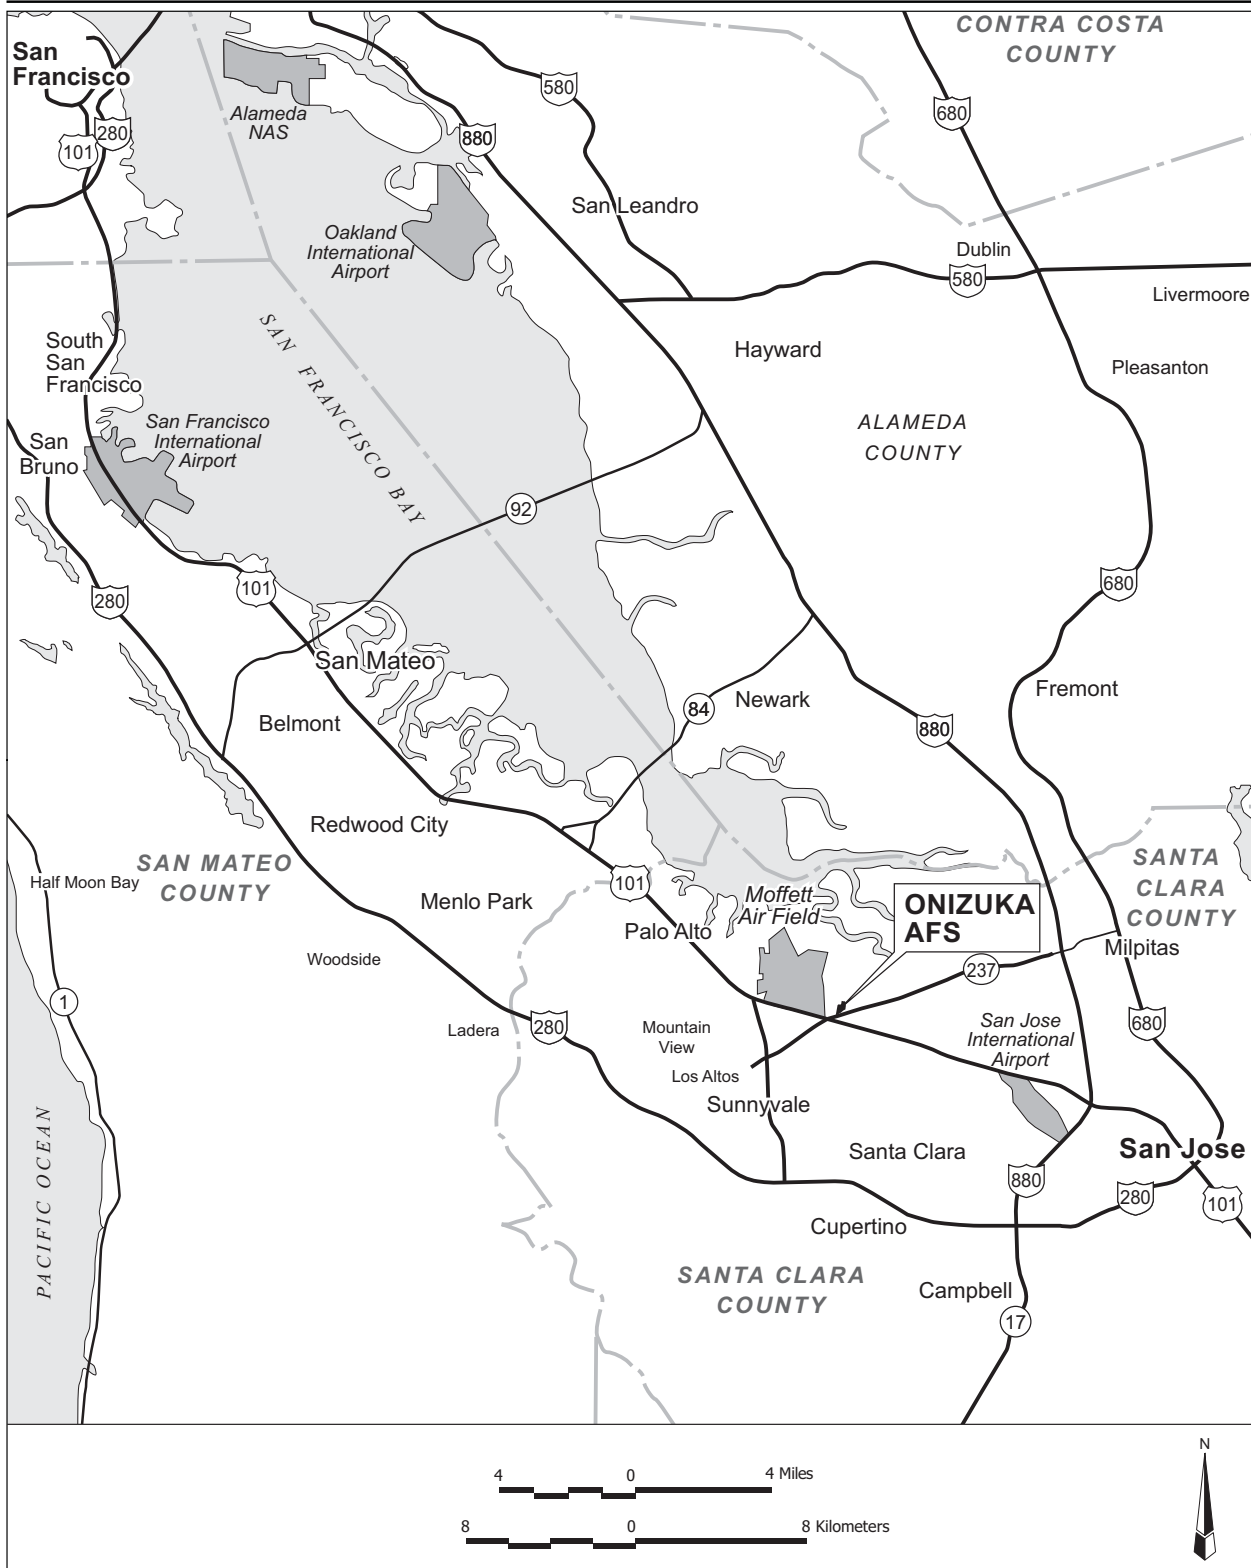 CONTRA COSTA
COUNTY
San
Francisco
580
Alameda
NAS
680
280
101
880
San Leandro
Oakland
International
Airport
Dublin
580
Livermoore
SAN FRANCISCO BAY
South
San
Francisco
Hayward
Pleasanton
San Francisco
International
Airport
ALAMEDA
COUNTY
San
Bruno
92
101
280
680
San Mateo
Fremont
Newark
84
Belmont
880
Redwood City
SAN MATEO
COUNTY
SANTA
CLARA
COUNTY
Half Moon Bay
101
Moffett
Air Field
ONIZUKA
AFS
Menlo Park
Palo Alto
Milpitas
Woodside
237
1
280
Ladera
Mountain
View
San Jose
International
Airport
680
Los Altos
Sunnyvale
PACIFIC OCEAN
Santa Clara
San Jose
880
280
101
Cupertino
SANTA CLARA
COUNTY
Campbell
17
4 0 4 Miles
8 0 8 Kilometers
N